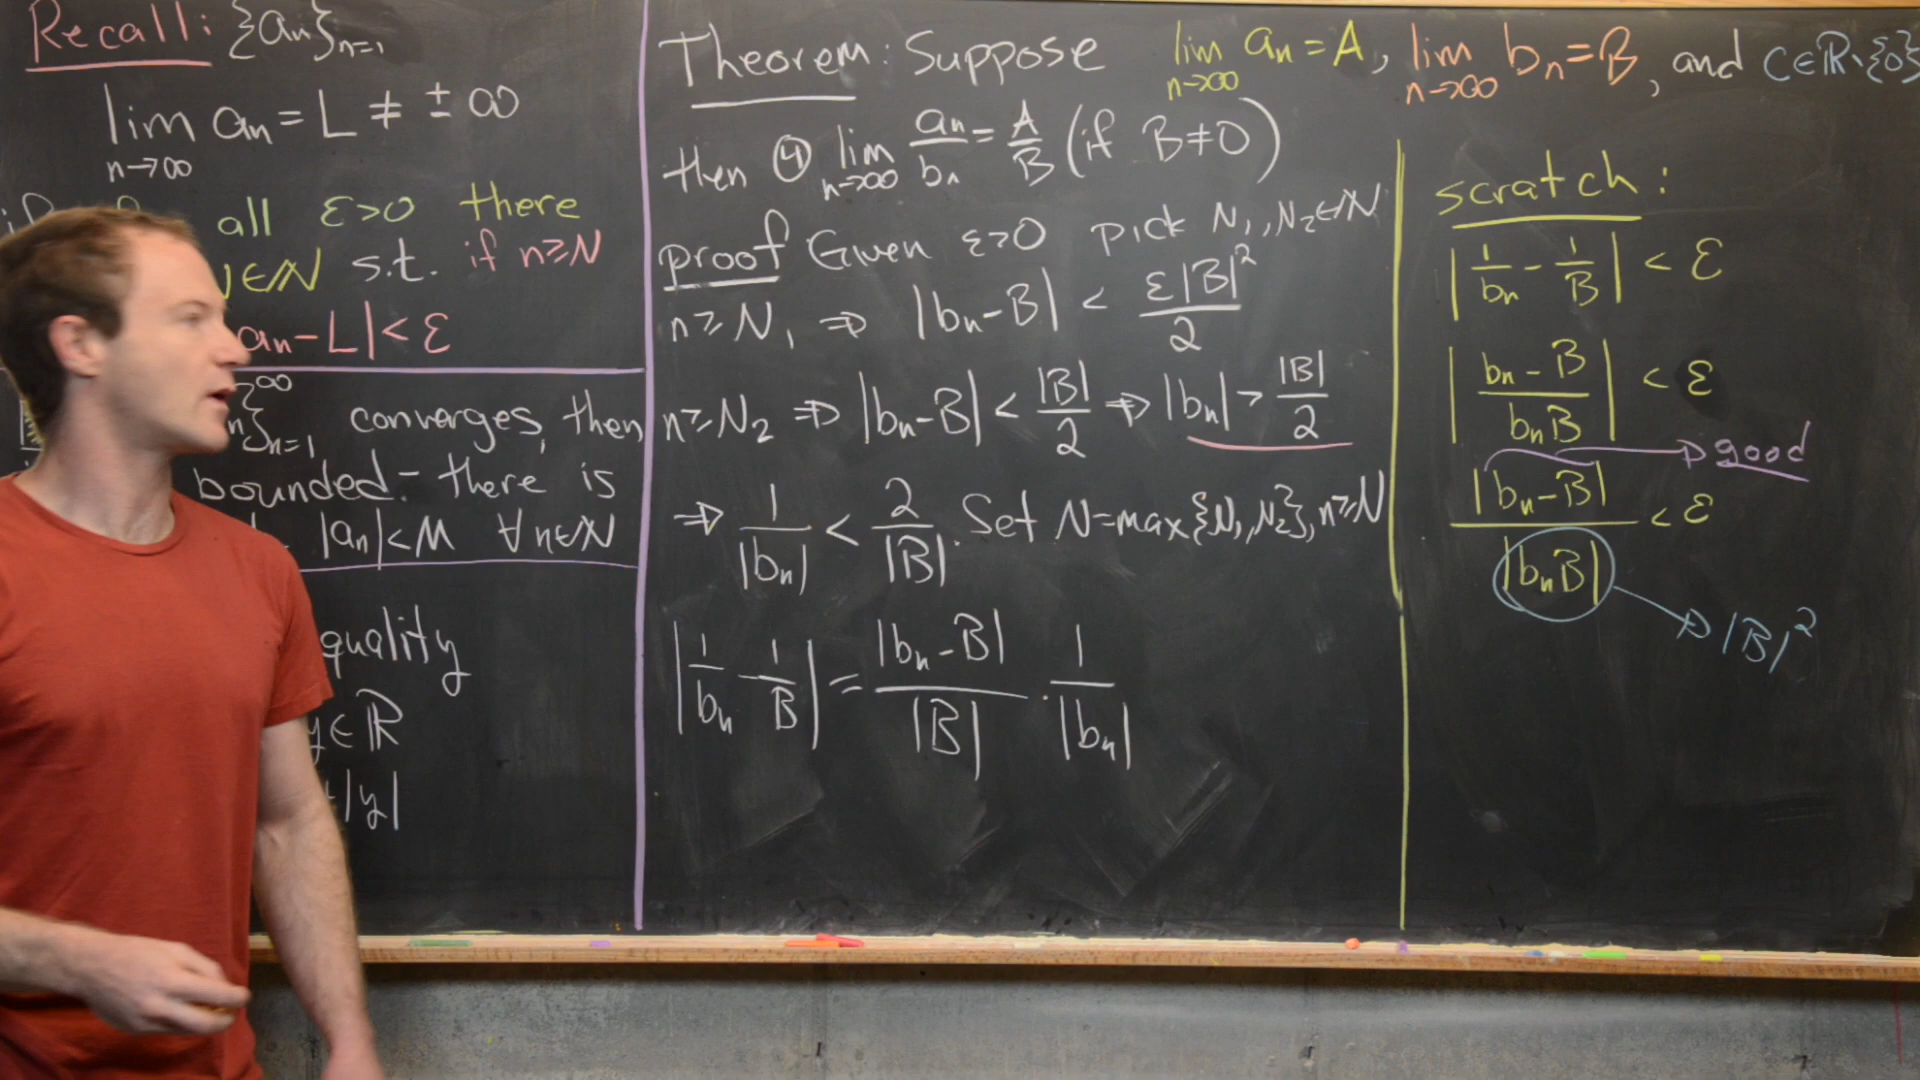 Recall: {an}n=1
lim an = L ≠ ± ∞
n→∞
all ε>0 there
∈ℕ s.t. if n≥N
an-L|<ε
n}∞n=1 converges, then
bounded - there is
|an|<M ∀n∈ℕ
quality
y∈ℝ
+|y|
Theorem: Suppose lim n→∞ an = A, lim n→∞ bn = B, and c∈ℝ∖{0}
then ④ lim n→∞ an/bn = A/B (if B≠0)
proof Given ε>0 pick N1, N2∈ℕ
n≥N1 ⇒ |bn-B| < ε|B|²/2
n≥N2 ⇒ |bn-B| < |B|/2 ⇒ |bn| > |B|/2
⇒ 1/|bn| < 2/|B|. Set N=max{N1,N2}, n≥N
|1/bn - 1/B| = |bn-B|/|B| · 1/|bn|
scratch:
|1/bn - 1/B| < ε
|bn-B/bnB| < ε
→ good
|bn-B|/|bnB| < ε
→ |B|²